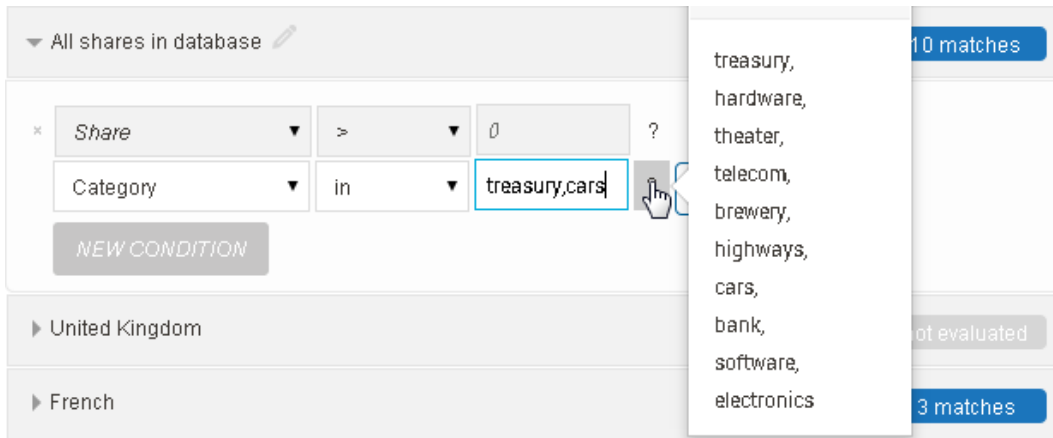 All shares in database
10 matches
Share > 0 ?
Category in treasury,cars
NEW CONDITION
treasury,
hardware,
theater,
telecom,
brewery,
highways,
cars,
bank,
software,
electronics
United Kingdom
evaluated
French
3 matches